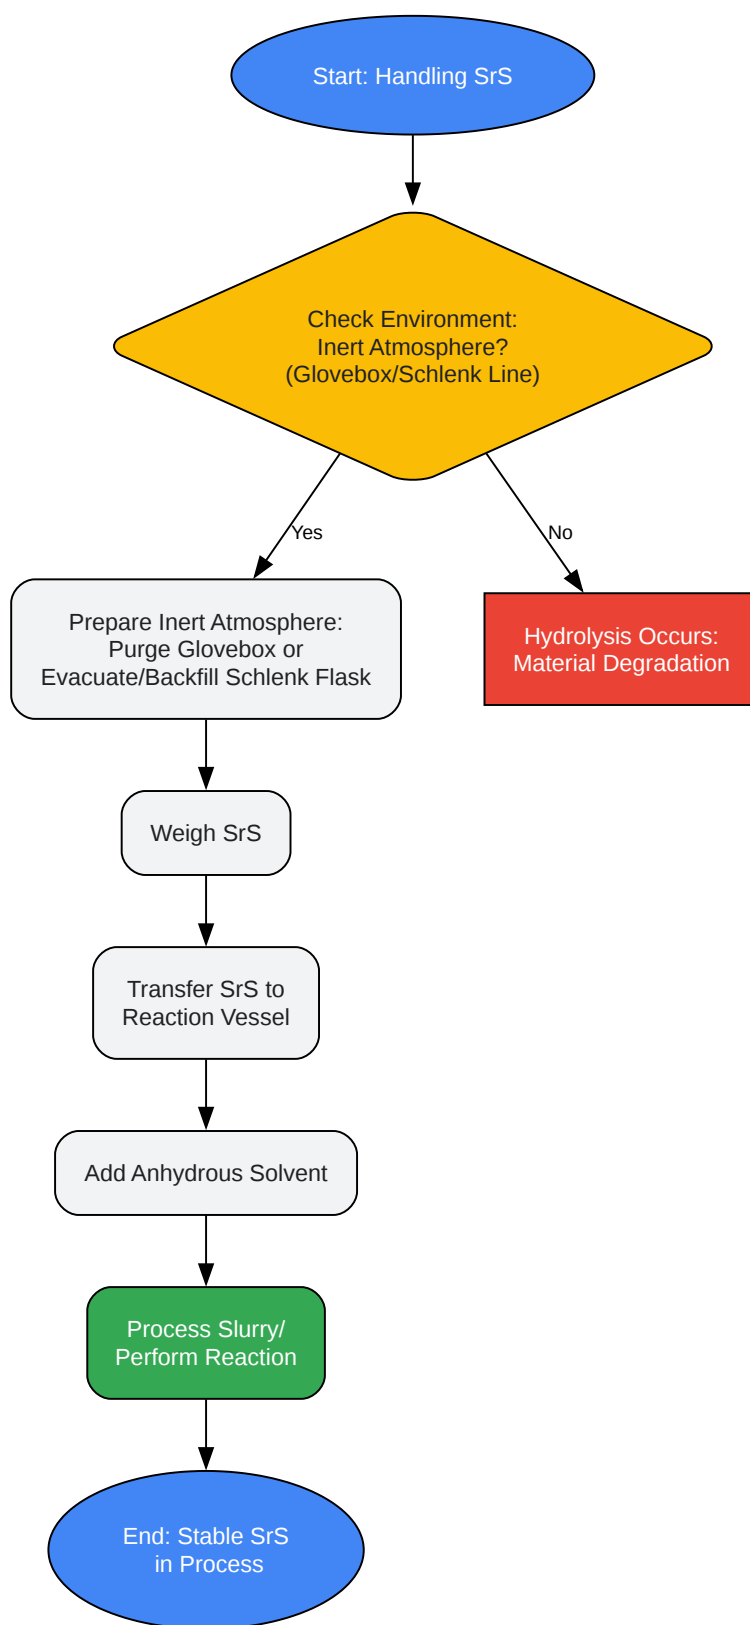 Start: Handling SrS
Check Environment:
Inert Atmosphere?
(Glovebox/Schlenk Line)
Yes
No
Prepare Inert Atmosphere:
Purge Glovebox or
Evacuate/Backfill Schlenk Flask
Hydrolysis Occurs:
Material Degradation
Weigh SrS
Transfer SrS to
Reaction Vessel
Add Anhydrous Solvent
Process Slurry/
Perform Reaction
End: Stable SrS
in Process